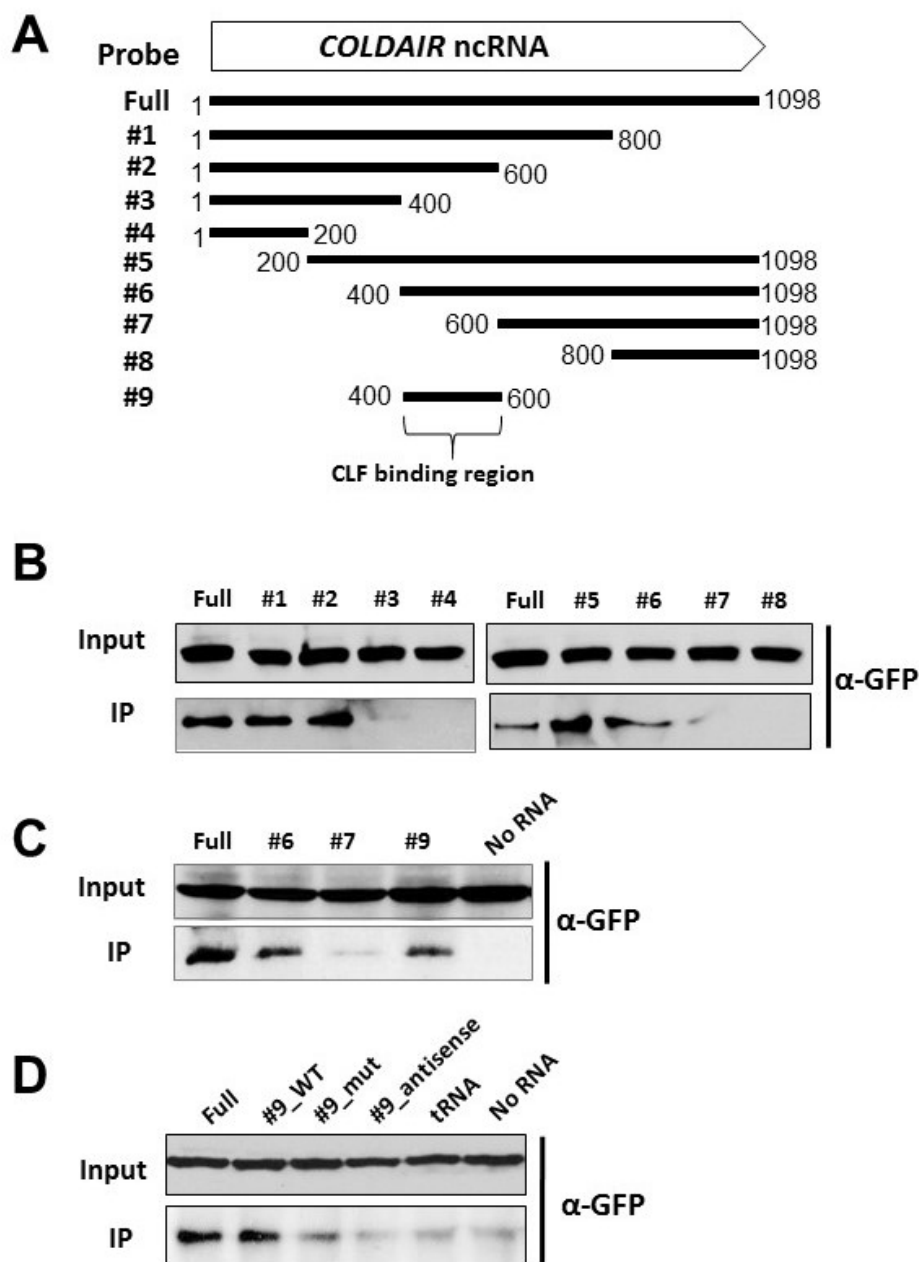 A
Probe
COLDAIR ncRNA
Full 1 1098
#1 1 800
#2 1 600
#3 1 400
#4 1 200
#5 200 1098
#6 400 1098
#7 600 1098
#8 800 1098
#9 400 600
CLF binding region
B
Full #1 #2 #3 #4 Full #5 #6 #7 #8
Input
IP
α-GFP
C
Full #6 #7 #9 No RNA
Input
IP
α-GFP
D
Full #9_WT #9_mut #9_antisense tRNA No RNA
Input
IP
α-GFP